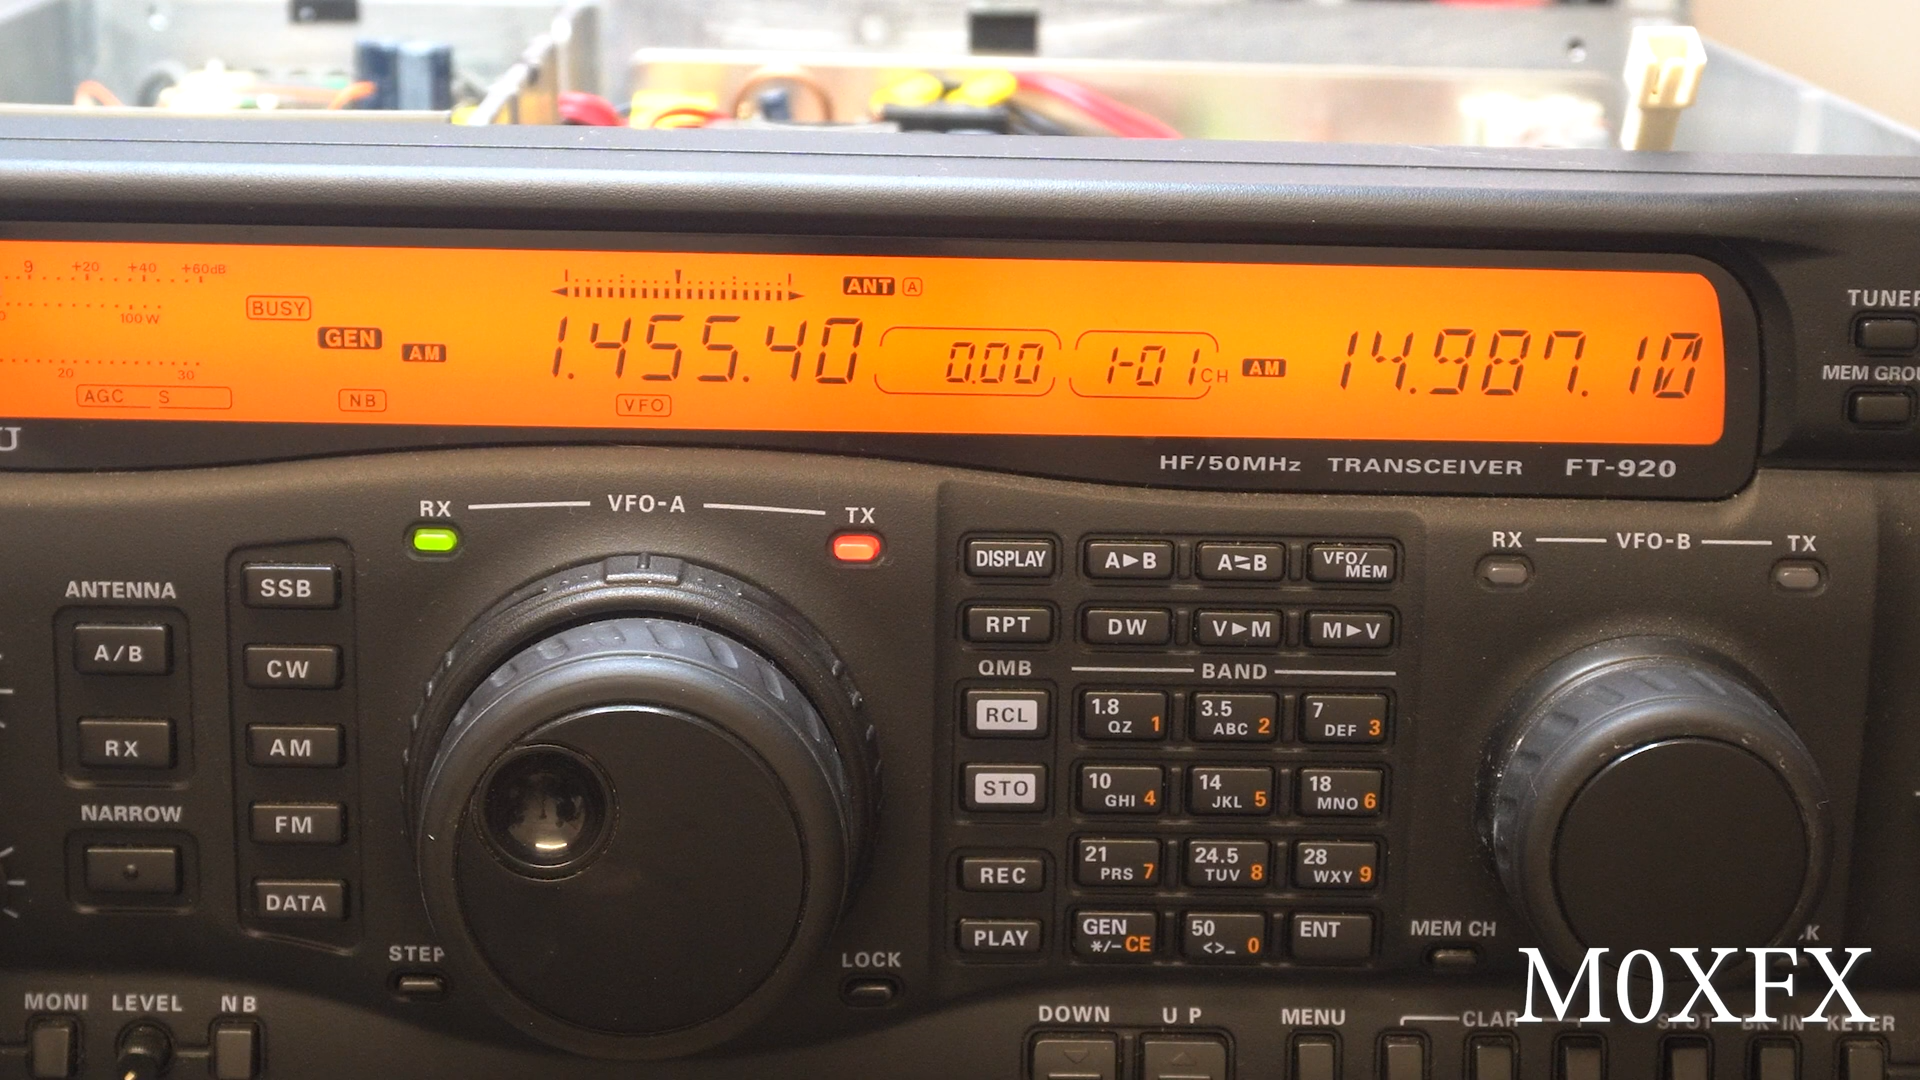 9 +20 +40 +60dB
100 W
20 30
BUSY
GEN
AM
AGC S
NB
ANT A
1.455.40
VFO
0.00
1-01 CH
AM
14.987.10
TUNER
MEM GROU
U
HF/50MHz TRANSCEIVER FT-920
RX VFO-A TX
RX VFO-B TX
ANTENNA
A/B
RX
NARROW
SSB
CW
AM
FM
DATA
STEP
LOCK
DISPLAY A▶B A⇆B VFO/MEM
RPT DW V▶M M▶V
QMB BAND
RCL 1.8 QZ 1 3.5 ABC 2 7 DEF 3
STO 10 GHI 4 14 JKL 5 18 MNO 6
REC 21 PRS 7 24.5 TUV 8 28 WXY 9
PLAY GEN */− CE 50 <>_ 0 ENT
MEM CH
CK
MONI LEVEL NB
DOWN UP MENU CLAR SPOT BK-IN KEYER
M0XFX